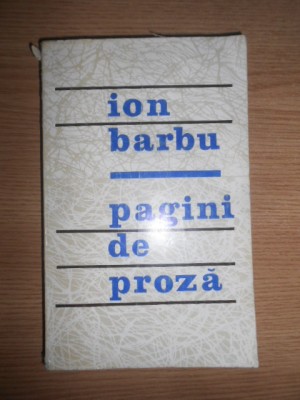 ion
barbu
pagini
de
proză